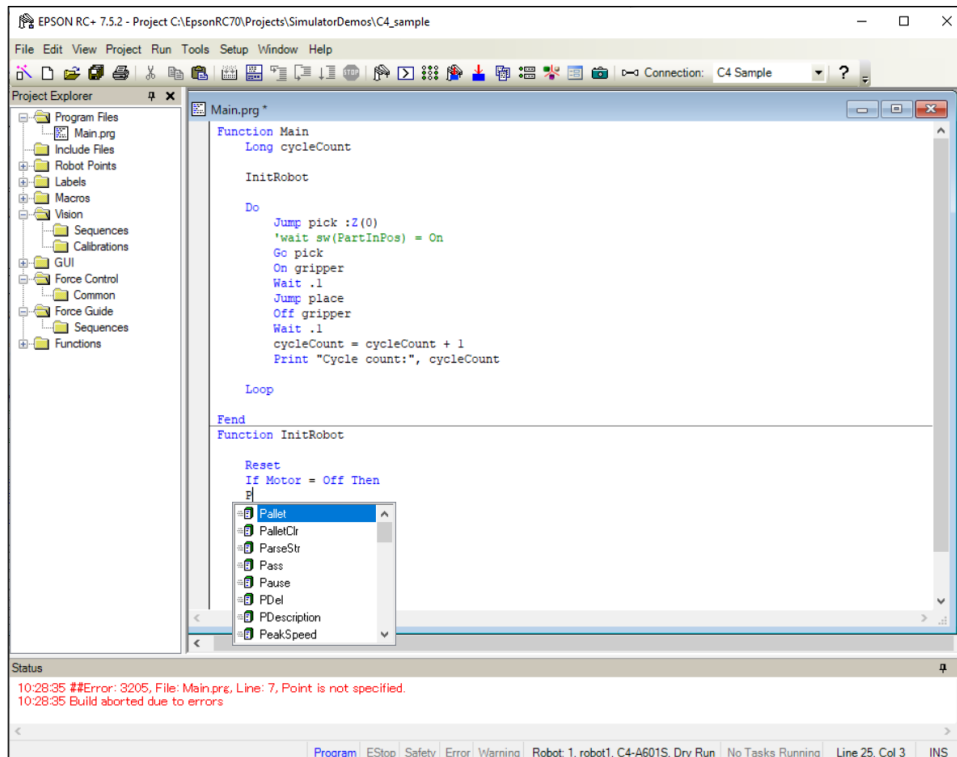 EPSON RC+ 7.5.2 - Project C:\EpsonRC70\Projects\SimulatorDemos\C4_sample
File Edit View Project Run Tools Setup Window Help
Connection: C4 Sample
Project Explorer
Program Files
Main.prg
Include Files
Robot Points
Labels
Macros
Vision
Sequences
Calibrations
GUI
Force Control
Common
Force Guide
Sequences
Functions
Main.prg *
Function Main
Long cycleCount
InitRobot
Do
Jump pick :Z(0)
'wait sw(PartInPos) = On
Go pick
On gripper
Wait .1
Jump place
Off gripper
Wait .1
cycleCount = cycleCount + 1
Print "Cycle count:", cycleCount
Loop
Fend
Function InitRobot
Reset
If Motor = Off Then
P
Pallet
PalletClr
ParseStr
Pass
Pause
PDel
PDescription
PeakSpeed
Status
10:28:35 ##Error: 3205, File: Main.prg, Line: 7, Point is not specified.
10:28:35 Build aborted due to errors
Program EStop Safety Error Warning Robot: 1, robot1, C4-A601S, Dry Run No Tasks Running Line 25, Col 3 INS